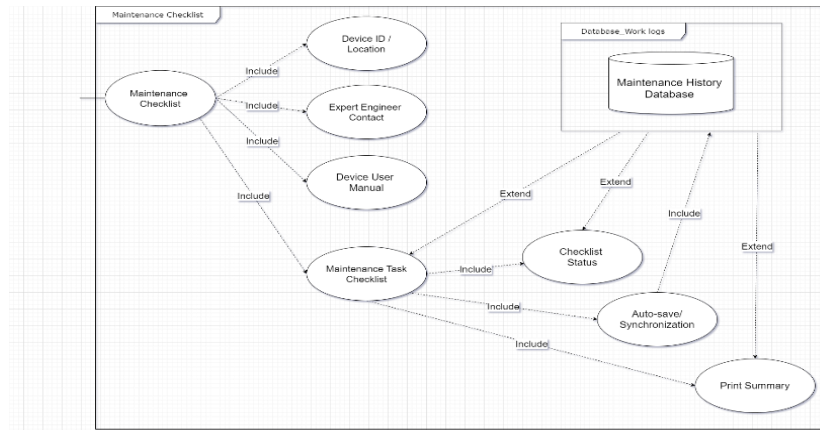 Maintenance Checklist
Device ID /
Location
Database_Work logs
Include
Maintenance
Checklist
Include
Expert Engineer
Contact
Maintenance History
Database
Include
Device User
Manual
Include
Extend
Extend
Include
Extend
Maintenance Task
Checklist
Include
Checklist
Status
Include
Auto-save/
Synchronization
Include
Print Summary